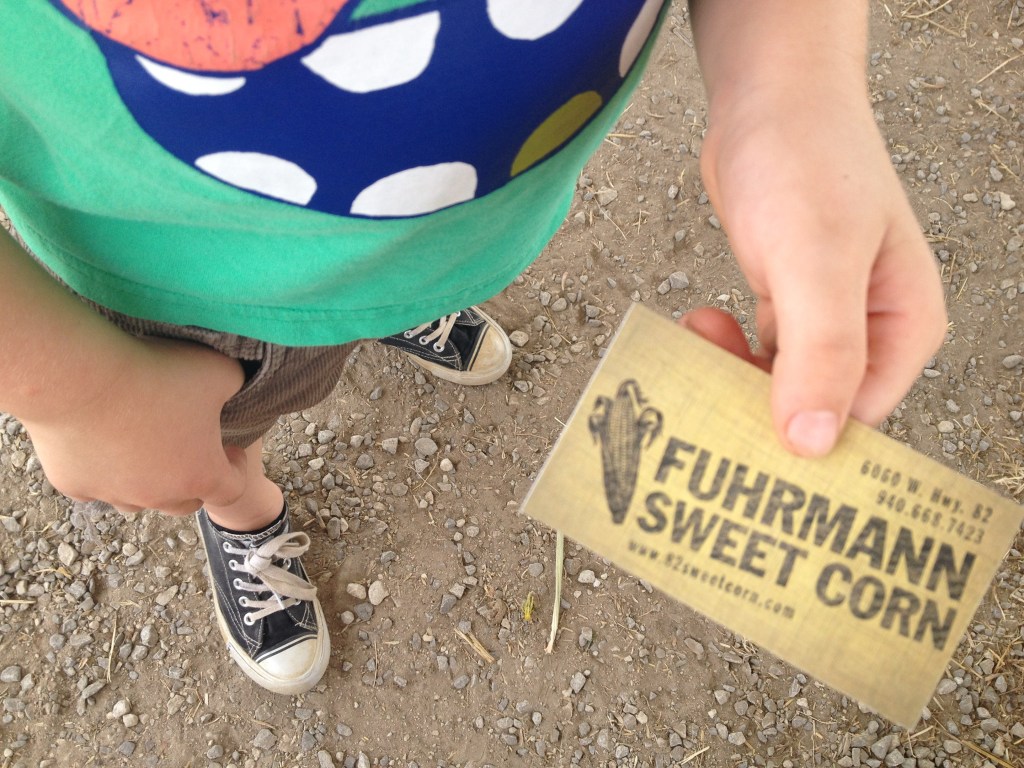 6060 W. Hwy. 82
940.668.7423
FUHRMANN
SWEET CORN
www.82sweetcorn.com